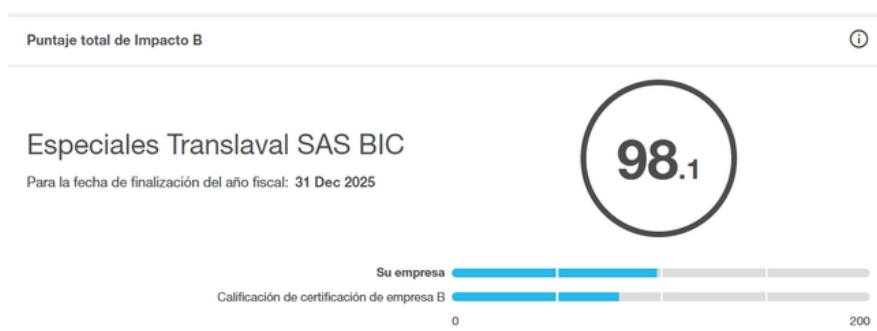 Puntaje total de Impacto B
Especiales Translaval SAS BIC
Para la fecha de finalización del año fiscal: 31 Dec 2025
98.1
Su empresa
Calificación de certificación de empresa B
0 200